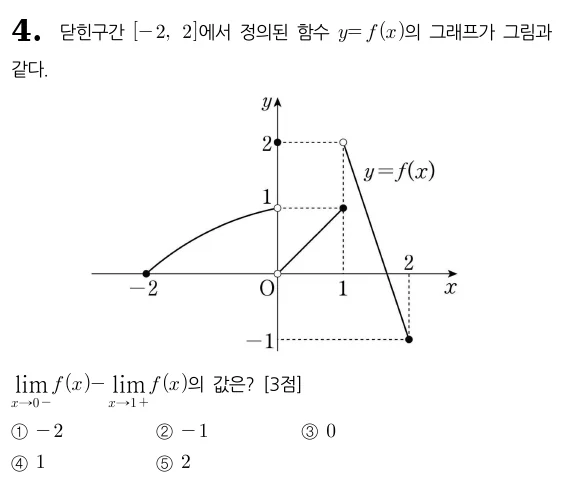 4. 닫힌구간 [-2, 2]에서 정의된 함수 y=f(x)의 그래프가 그림과
같다.
y
2
y=f(x)
1
-2
O
1
2
x
-1
lim f(x)- lim f(x)의 값은? [3점]
x→0- x→1+
① -2 ② -1 ③ 0
④ 1 ⑤ 2